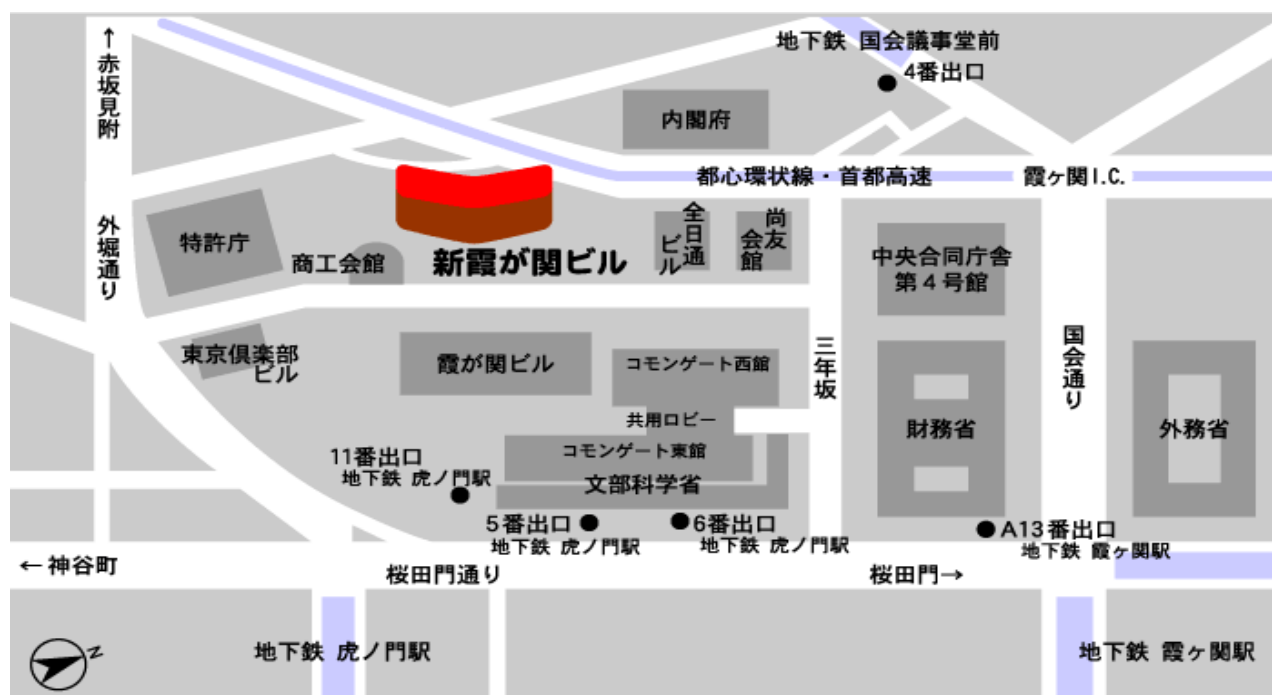 地下鉄 国会議事堂前
4番出口
↑赤坂見附
内閣府
都心環状線・首都高速
霞ヶ関I.C.
外堀通り
特許庁
商工会館
新霞が関ビル
全日通
ビル
尚友
会館
中央合同庁舎
第4号館
東京倶楽部
ビル
霞が関ビル
コモンゲート西館
三年坂
国会通り
共用ロビー
財務省
外務省
コモンゲート東館
11番出口
地下鉄 虎ノ門駅
文部科学省
5番出口
地下鉄 虎ノ門駅
6番出口
地下鉄 虎ノ門駅
A13番出口
地下鉄 霞ヶ関駅
←神谷町
桜田門通り
桜田門→
地下鉄 虎ノ門駅
地下鉄 霞ヶ関駅
N